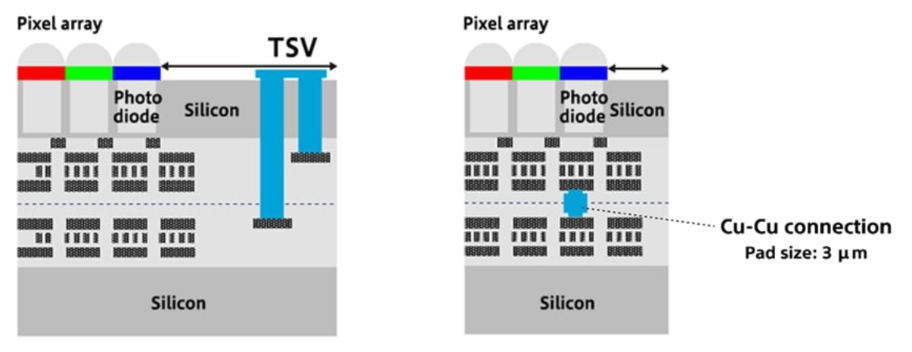 Pixel array
TSV
Photo
diode
Silicon
Silicon
Pixel array
Photo
diode
Silicon
Cu-Cu connection
Pad size: 3 μm
Silicon